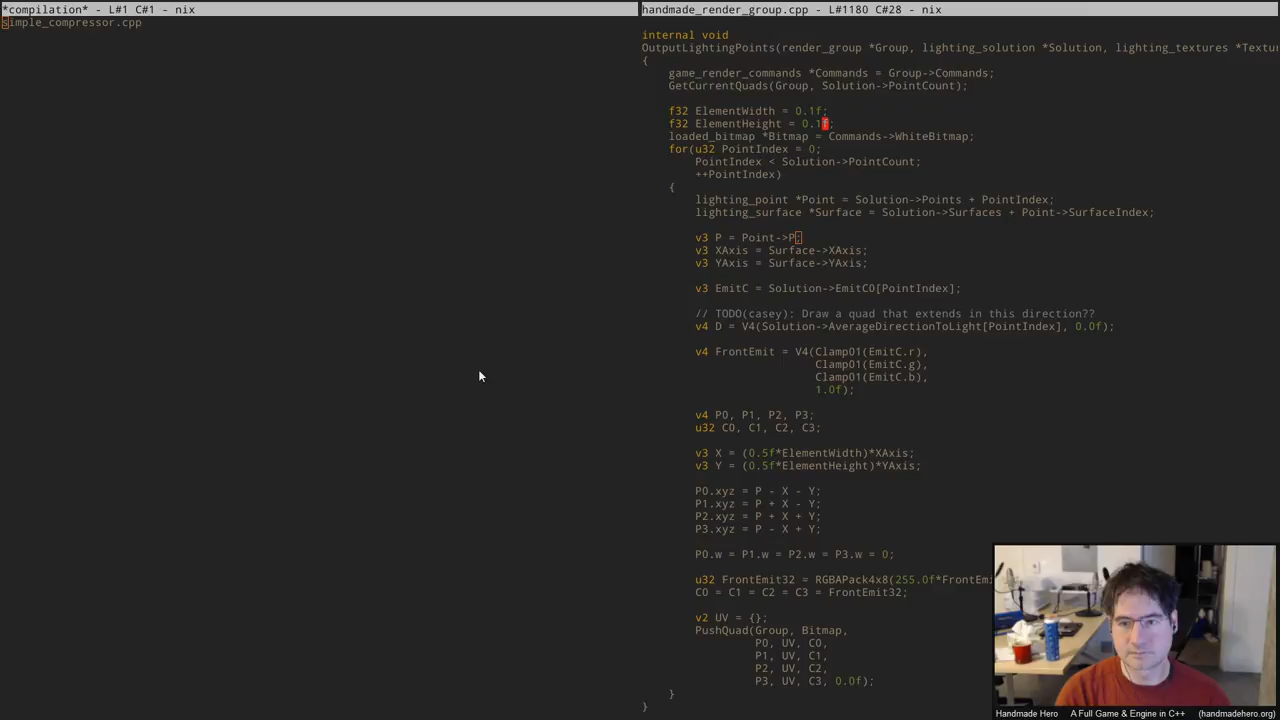 *compilation* - L#1 C#1 - nix
simple_compressor.cpp
handmade_render_group.cpp - L#1180 C#28 - nix
internal void
OutputLightingPoints(render_group *Group, lighting_solution *Solution, lighting_textures *Textur
{
game_render_commands *Commands = Group->Commands;
GetCurrentQuads(Group, Solution->PointCount);
f32 ElementWidth = 0.1f;
f32 ElementHeight = 0.1f;
loaded_bitmap *Bitmap = Commands->WhiteBitmap;
for(u32 PointIndex = 0;
PointIndex < Solution->PointCount;
++PointIndex)
{
lighting_point *Point = Solution->Points + PointIndex;
lighting_surface *Surface = Solution->Surfaces + Point->SurfaceIndex;
v3 P = Point->P;
v3 XAxis = Surface->XAxis;
v3 YAxis = Surface->YAxis;
v3 EmitC = Solution->EmitC0[PointIndex];
// TODO(casey): Draw a quad that extends in this direction??
v4 D = V4(Solution->AverageDirectionToLight[PointIndex], 0.0f);
v4 FrontEmit = V4(Clamp01(EmitC.r),
Clamp01(EmitC.g),
Clamp01(EmitC.b),
1.0f);
v4 P0, P1, P2, P3;
u32 C0, C1, C2, C3;
v3 X = (0.5f*ElementWidth)*XAxis;
v3 Y = (0.5f*ElementHeight)*YAxis;
P0.xyz = P - X - Y;
P1.xyz = P + X - Y;
P2.xyz = P + X + Y;
P3.xyz = P - X + Y;
P0.w = P1.w = P2.w = P3.w = 0;
u32 FrontEmit32 = RGBAPack4x8(255.0f*FrontEmi
C0 = C1 = C2 = C3 = FrontEmit32;
v2 UV = {};
PushQuad(Group, Bitmap,
P0, UV, C0,
P1, UV, C1,
P2, UV, C2,
P3, UV, C3, 0.0f);
}
}
Handmade Hero A Full Game & Engine in C++ (handmadehero.org)